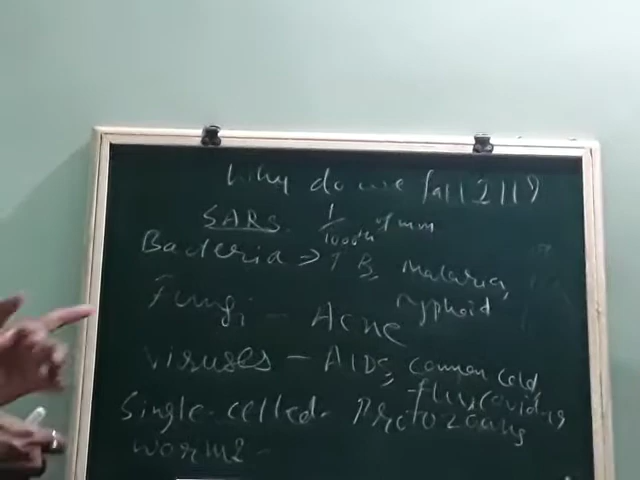 Why do we fall ill?
SARS. 1/1000th of mm
Bacteria → TB, malaria,
typhoid
Fungi - Acne
Viruses - AIDS, common cold,
flu, covid-19
Single-celled- Protozoans
worms -